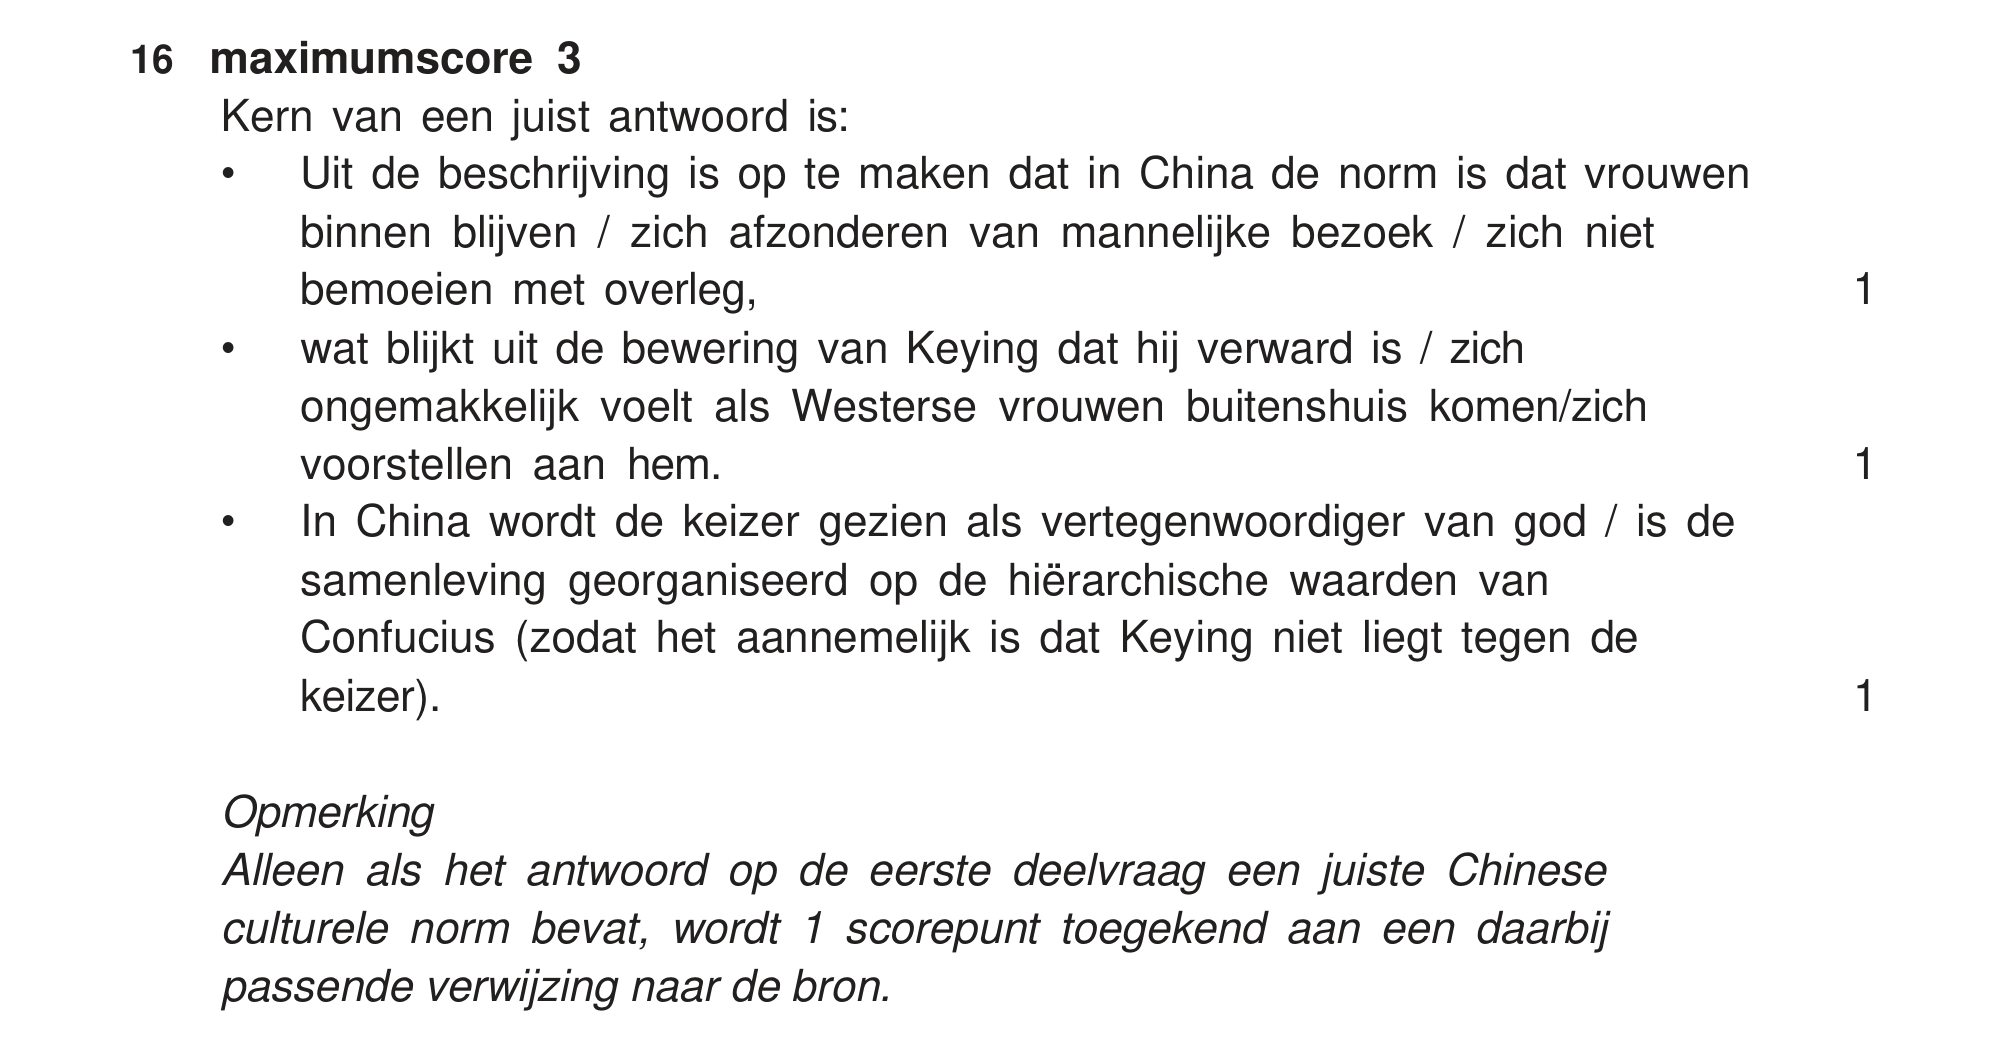 16 maximumscore 3
Kern van een juist antwoord is:
• Uit de beschrijving is op te maken dat in China de norm is dat vrouwen
binnen blijven / zich afzonderen van mannelijke bezoek / zich niet
bemoeien met overleg, 1
• wat blijkt uit de bewering van Keying dat hij verward is / zich
ongemakkelijk voelt als Westerse vrouwen buitenshuis komen/zich
voorstellen aan hem. 1
• In China wordt de keizer gezien als vertegenwoordiger van god / is de
samenleving georganiseerd op de hiërarchische waarden van
Confucius (zodat het aannemelijk is dat Keying niet liegt tegen de
keizer). 1
Opmerking
Alleen als het antwoord op de eerste deelvraag een juiste Chinese
culturele norm bevat, wordt 1 scorepunt toegekend aan een daarbij
passende verwijzing naar de bron.